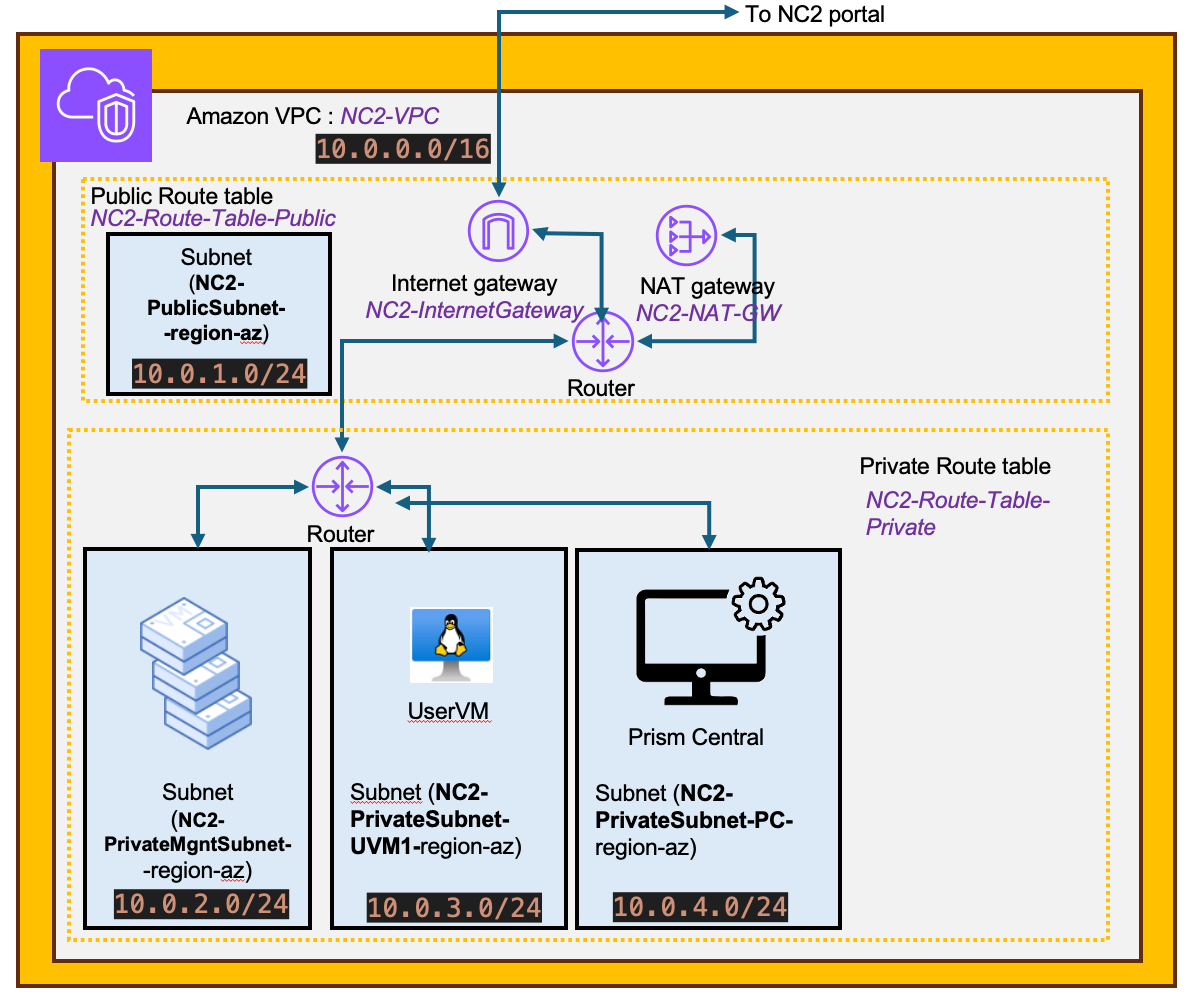 To NC2 portal
Amazon VPC : NC2-VPC
10.0.0.0/16
Public Route table
NC2-Route-Table-Public
Subnet
(NC2-
PublicSubnet-
-region-az)
10.0.1.0/24
Internet gateway
NC2-InternetGateway
NAT gateway
NC2-NAT-GW
Router
Private Route table
NC2-Route-Table-
Private
Router
VM
Subnet
(NC2-
PrivateMgntSubnet-
-region-az)
10.0.2.0/24
UserVM
Subnet (NC2-
PrivateSubnet-
UVM1-region-az)
10.0.3.0/24
Prism Central
Subnet (NC2-
PrivateSubnet-PC-
region-az)
10.0.4.0/24